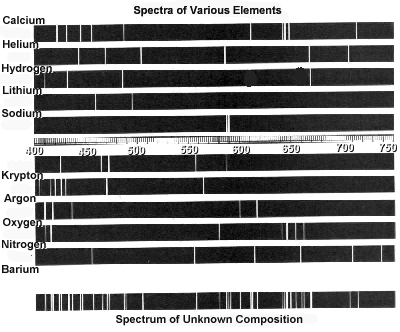 Spectra of Various Elements
Calcium
Helium
Hydrogen
Lithium
Sodium
400 450 500 550 600 650 700 750
Krypton
Argon
Oxygen
Nitrogen
Barium
Spectrum of Unknown Composition